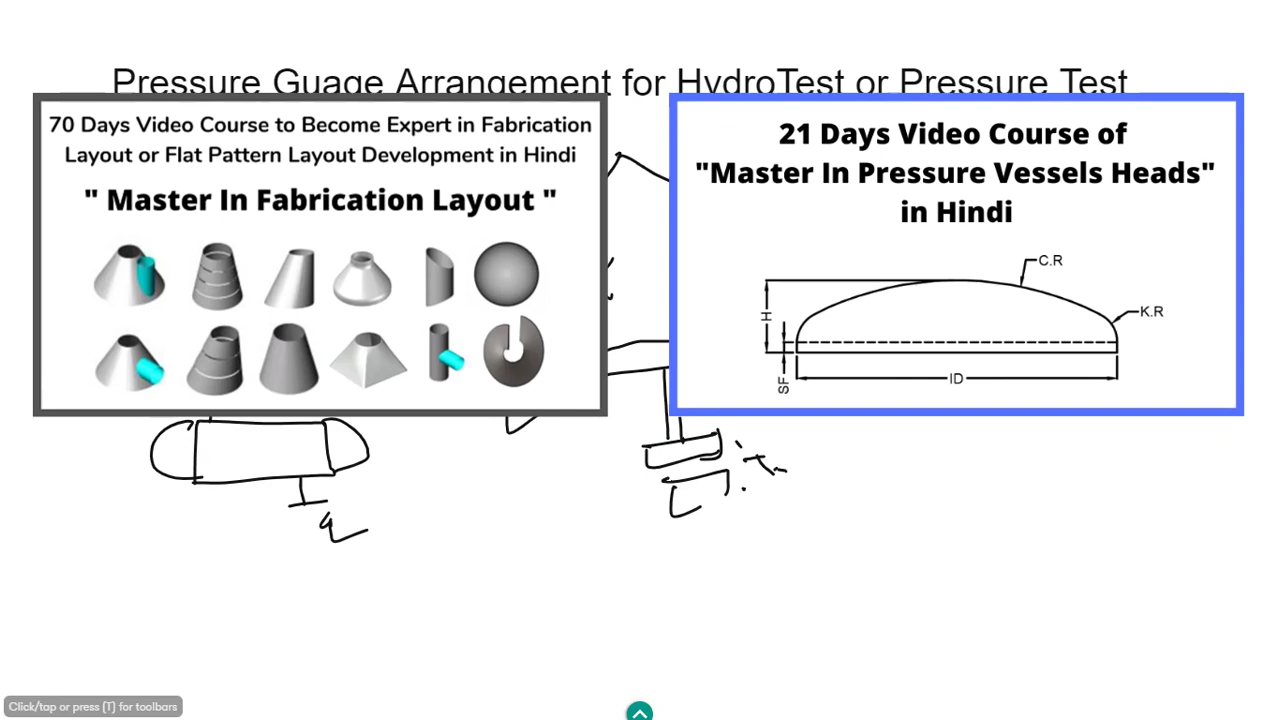 Pressure Guage Arrangement for HydroTest or Pressure Test
70 Days Video Course to Become Expert in Fabrication
Layout or Flat Pattern Layout Development in Hindi
" Master In Fabrication Layout "
21 Days Video Course of
"Master In Pressure Vessels Heads"
in Hindi
C.R
K.R
H
SF
ID
Click/tap or press (T) for toolbars